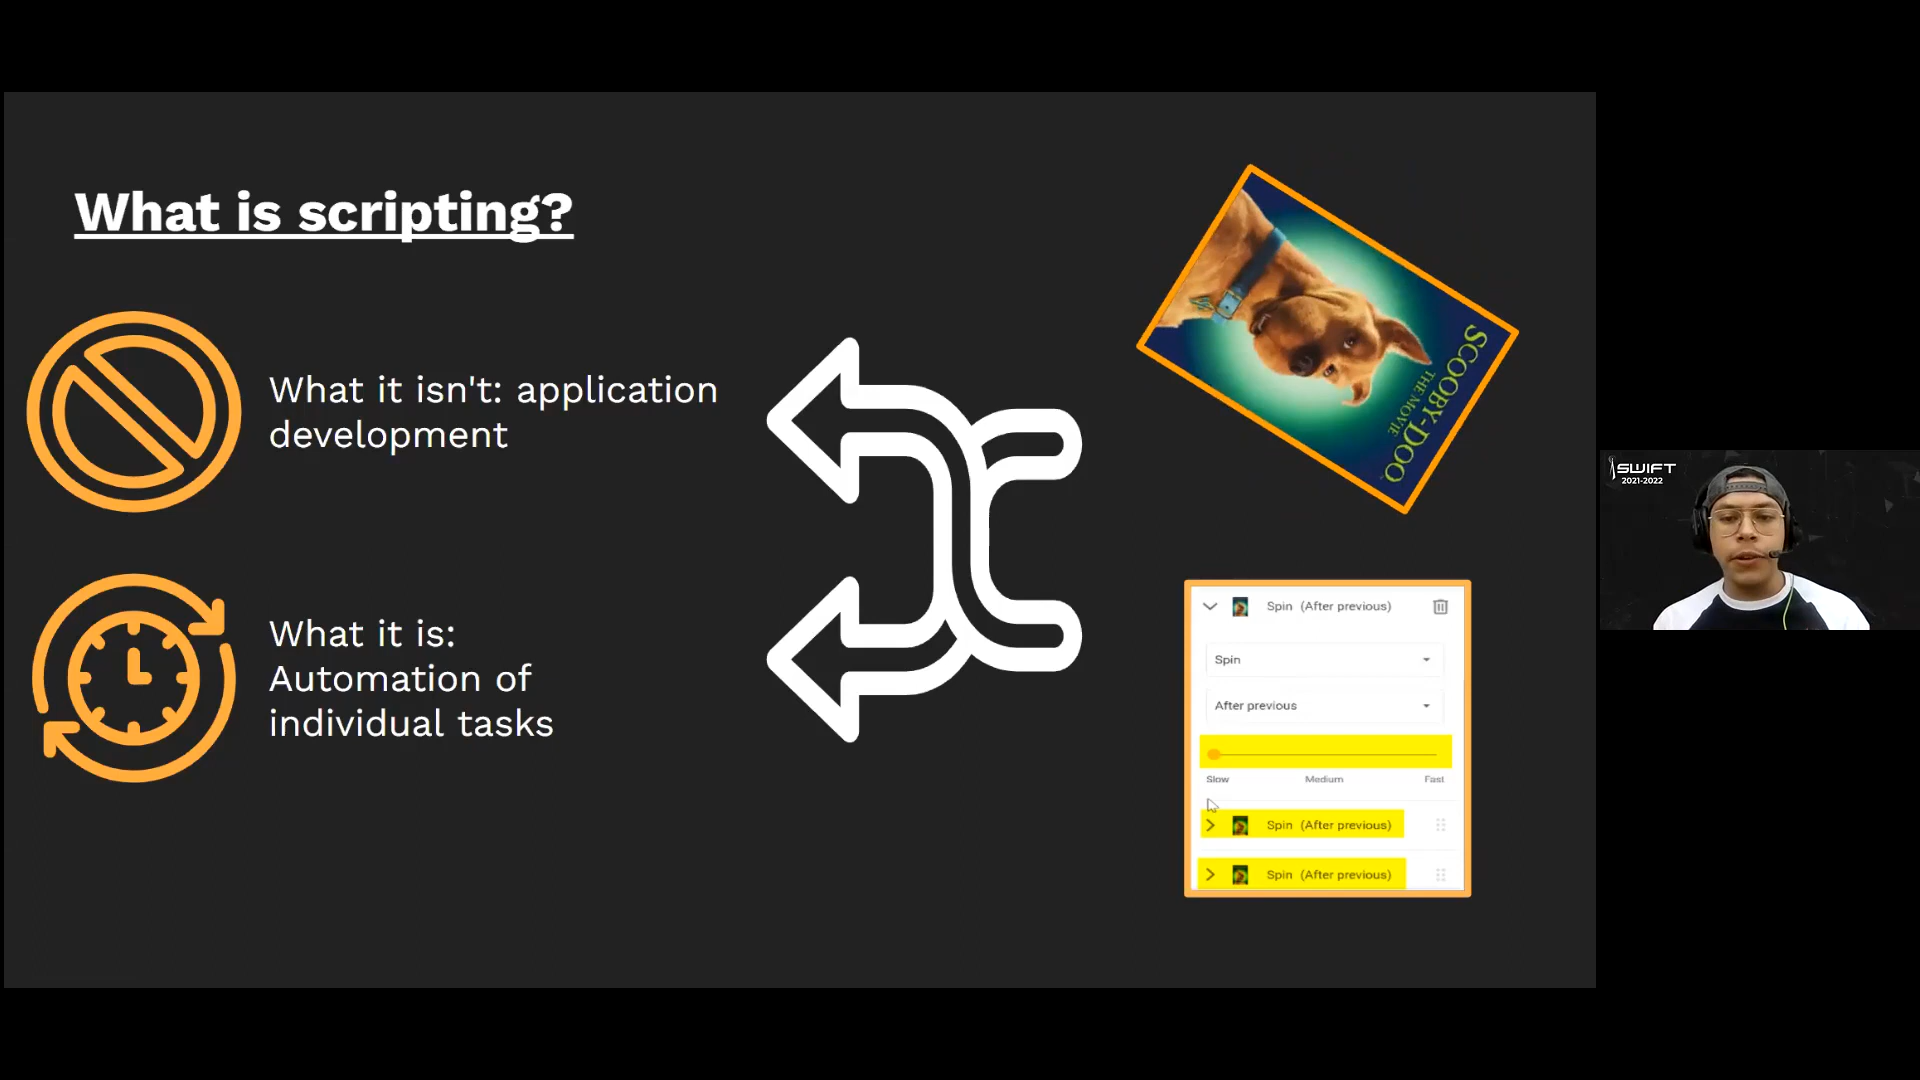 What is scripting?
What it isn't: application
development
What it is:
Automation of
individual tasks
SCOOBY-DOO
THE MOVIE
Spin (After previous)
Spin
After previous
Slow Medium Fast
Spin (After previous)
Spin (After previous)
SWIFT
2021-2022